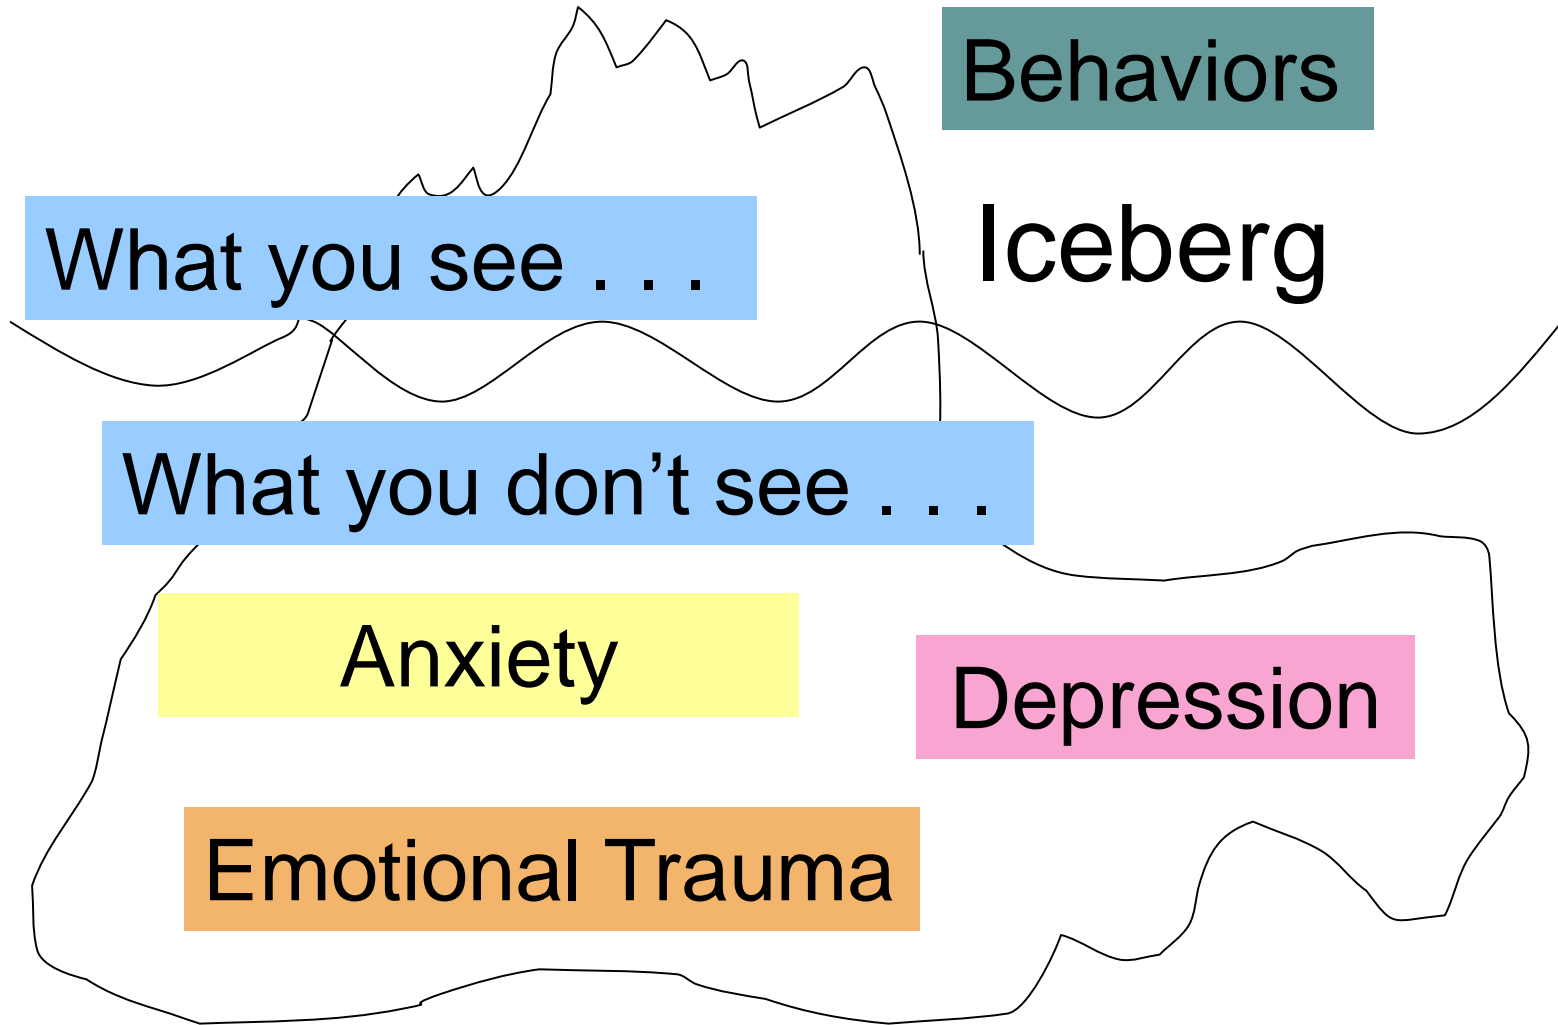 Behaviors
Iceberg
What you see . . .
What you don’t see . . .
Anxiety
Depression
Emotional Trauma